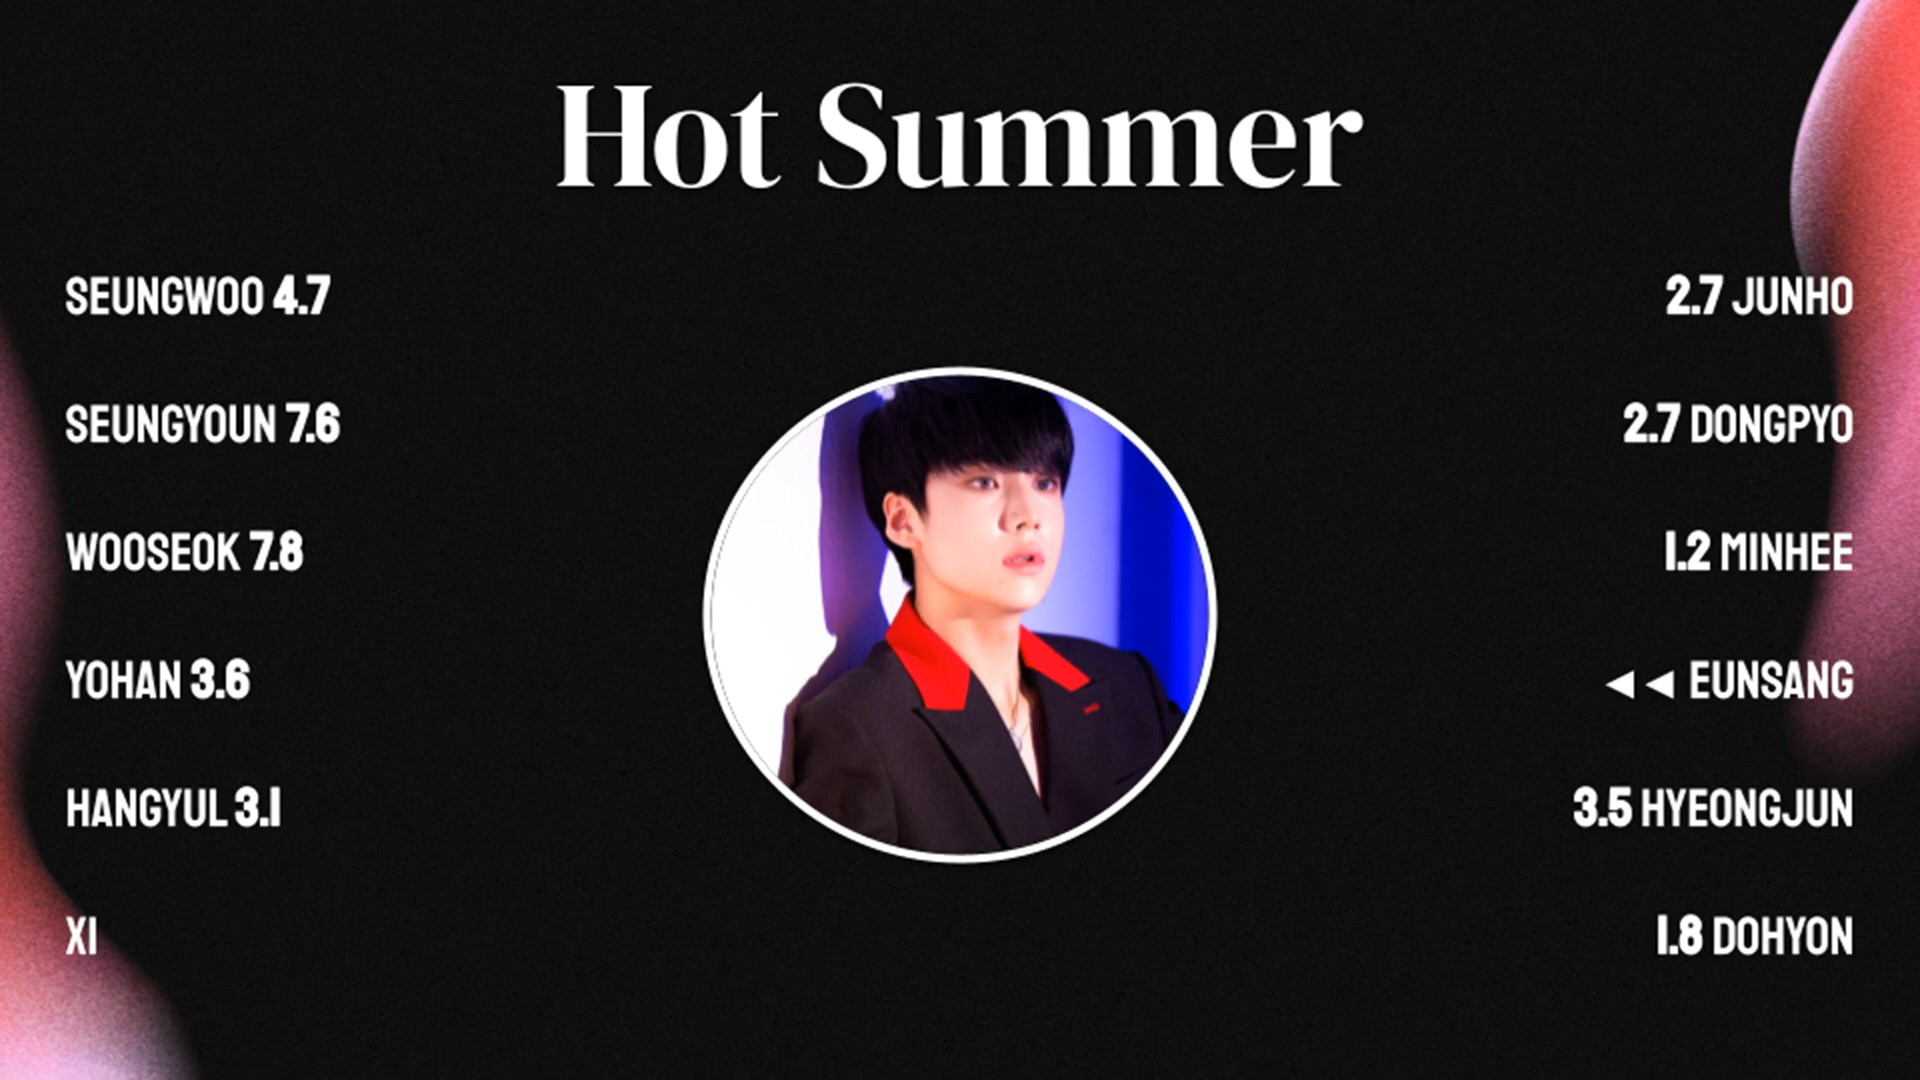 Hot Summer
SEUNGWOO 4.7
SEUNGYOUN 7.6
WOOSEOK 7.8
YOHAN 3.6
HANGYUL 3.1
X1
2.7 JUNHO
2.7 DONGPYO
1.2 MINHEE
◄◄ EUNSANG
3.5 HYEONGJUN
1.8 DOHYON